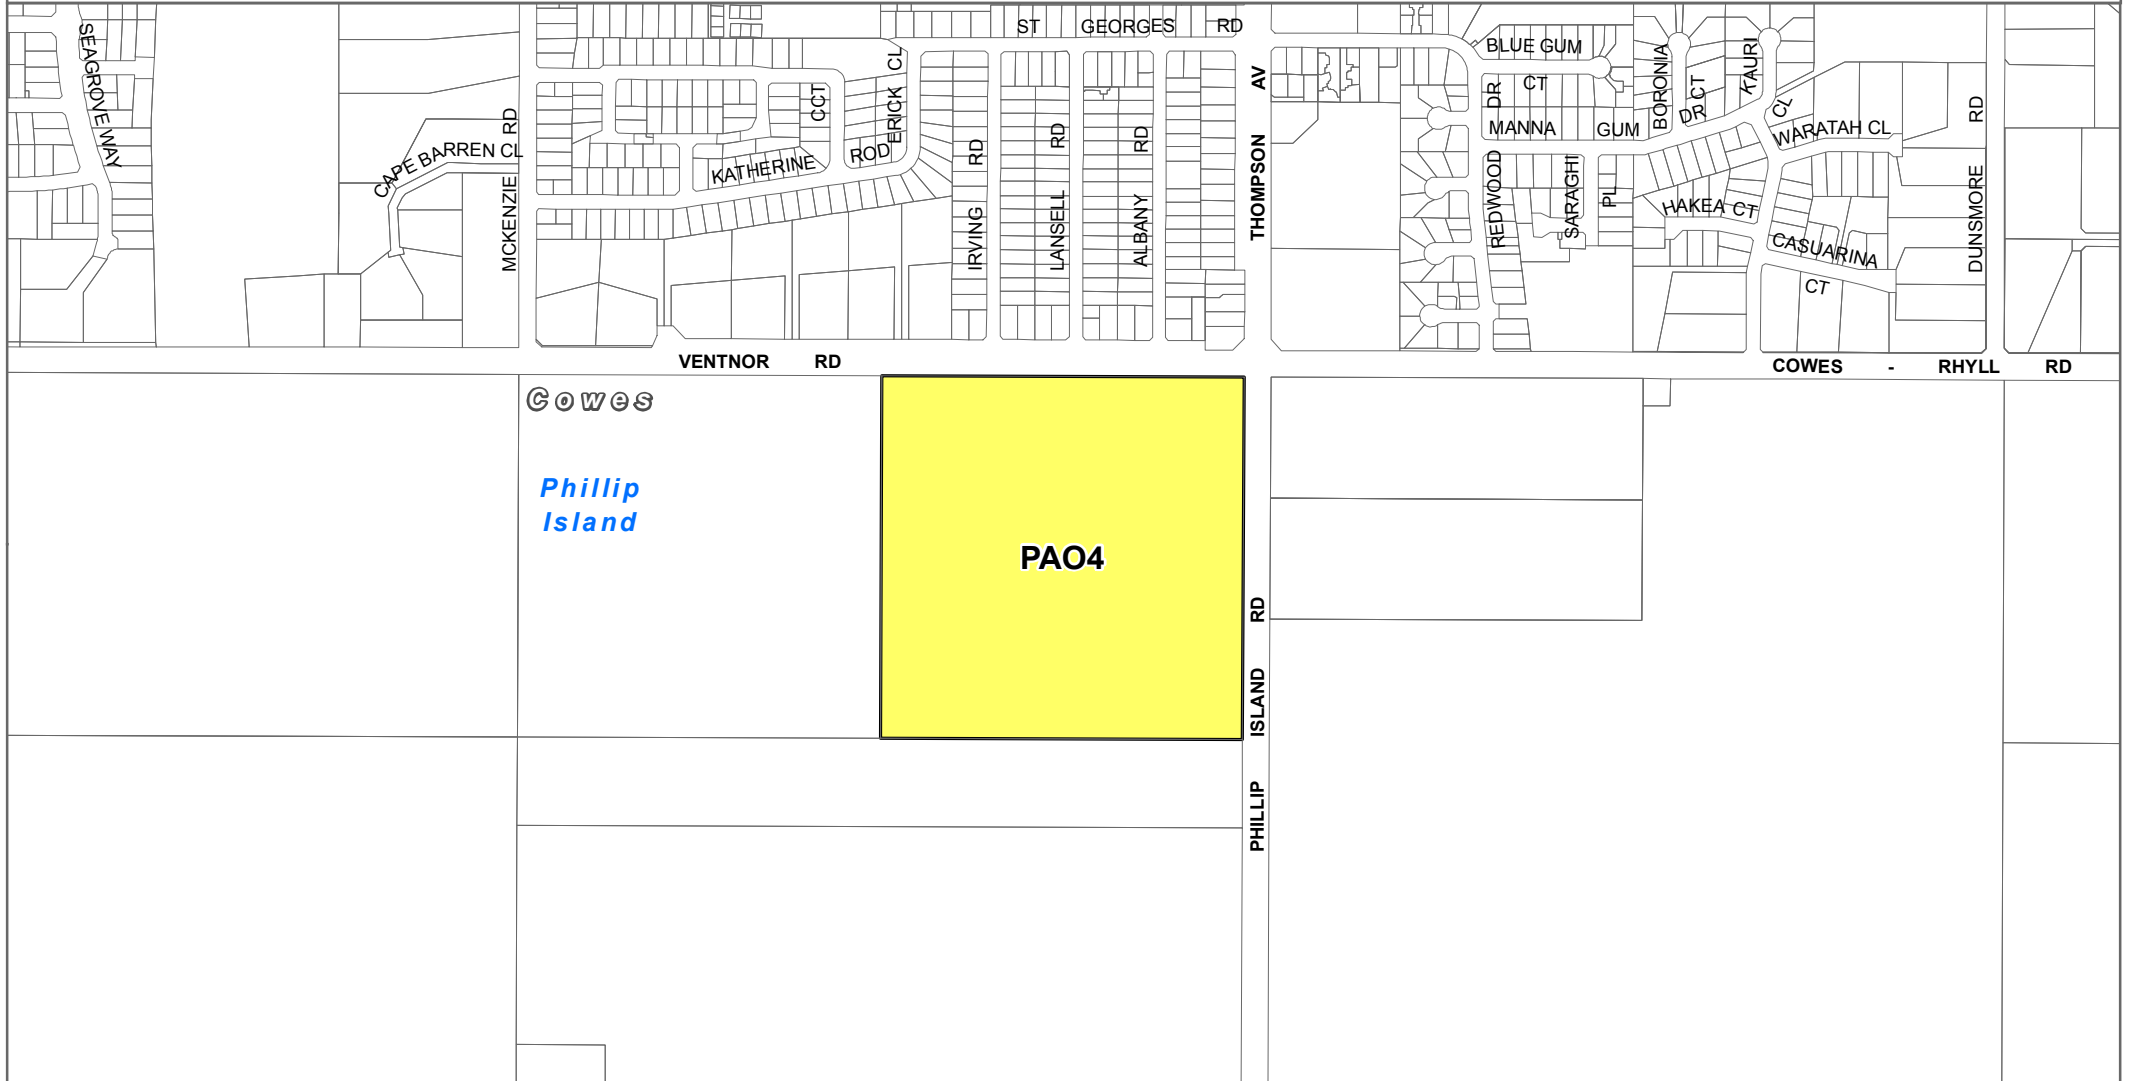 ST GEORGES RD
SEAGROVE WAY
CAPE BARREN CL
MCKENZIE RD
KATHERINE CCT
ROD ERICK CL
IRVING RD
LANSELL RD
ALBANY RD
THOMPSON AV
BLUE GUM
CT
REDWOOD DR
MANNA GUM DR
BORONIA CT
KAURI CL
WARATAH CL
SARAGHI PL
HAKEA CT
CASUARINA
CT
DUNSMORE RD
VENTNOR RD
COWES - RHYLL RD
Cowes
Phillip
Island
PAO4
PHILLIP ISLAND RD